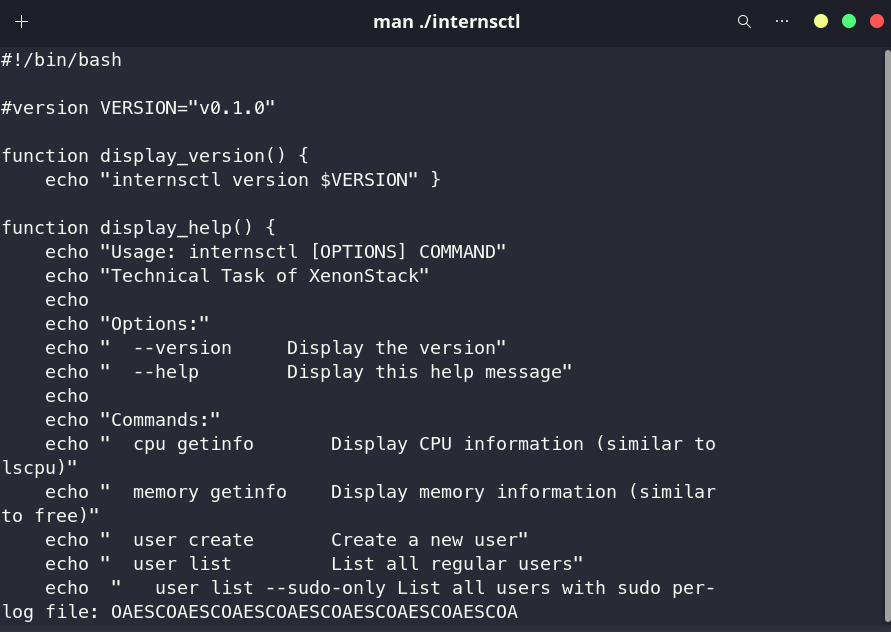 man ./internsctl
#!/bin/bash
#version VERSION="v0.1.0"
function display_version() {
    echo "internsctl version $VERSION" }
function display_help() {
    echo "Usage: internsctl [OPTIONS] COMMAND"
    echo "Technical Task of XenonStack"
    echo
    echo "Options:"
    echo "  --version     Display the version"
    echo "  --help        Display this help message"
    echo
    echo "Commands:"
    echo "  cpu getinfo       Display CPU information (similar to
lscpu)"
    echo "  memory getinfo    Display memory information (similar
to free)"
    echo "  user create       Create a new user"
    echo "  user list         List all regular users"
    echo  "   user list --sudo-only List all users with sudo per-
log file: OAESCOAESCOAESCOAESCOAESCOAESCOAESCOA